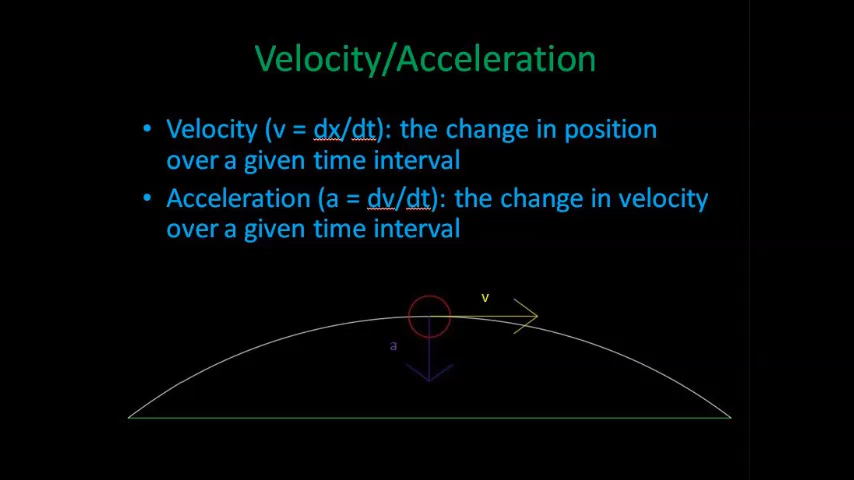 Velocity/Acceleration
• Velocity (v = dx/dt): the change in position
over a given time interval
• Acceleration (a = dv/dt): the change in velocity
over a given time interval
v
a